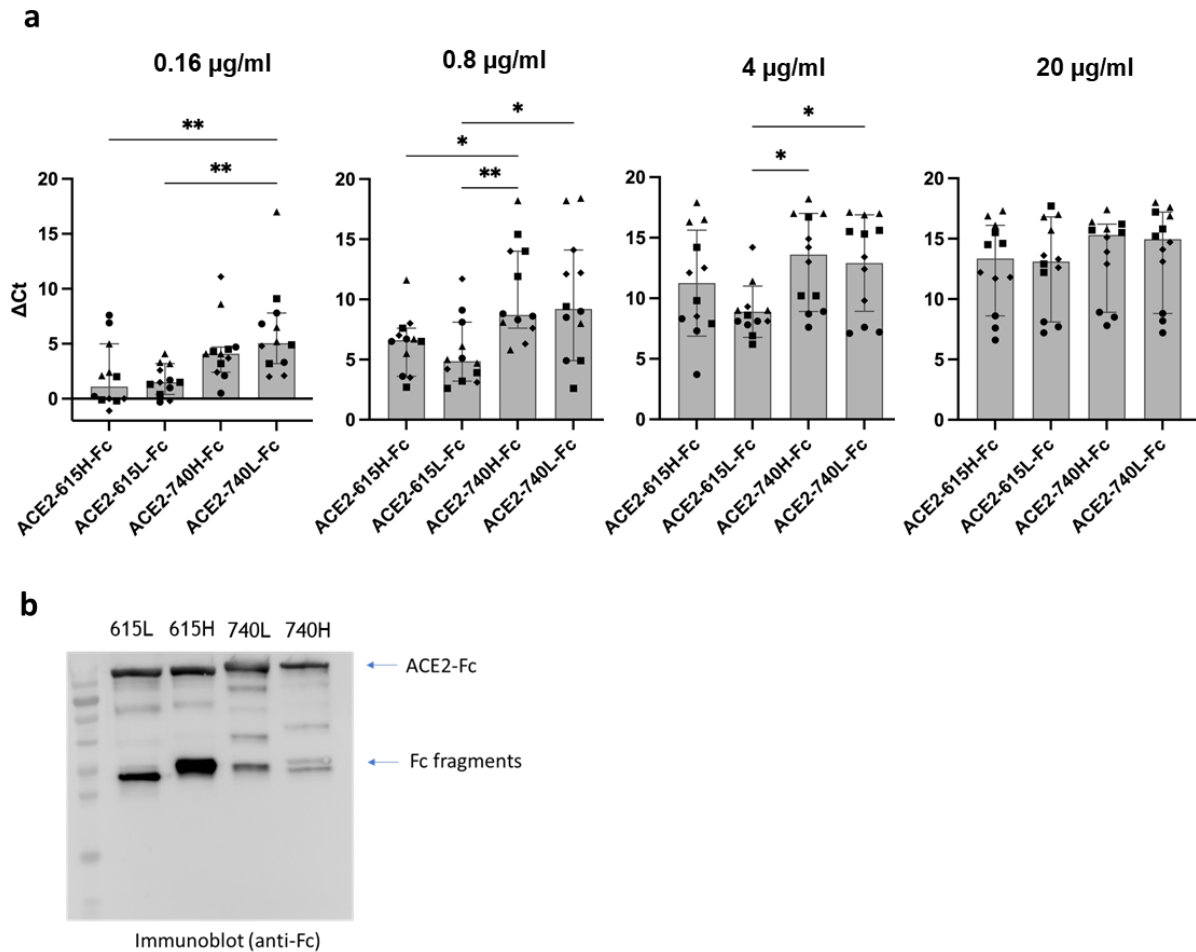 a
0.16 µg/ml
0.8 µg/ml
4 µg/ml
20 µg/ml
**
**
*
*
**
*
*
ΔCt
20
15
10
5
0
20
15
10
5
0
20
15
10
5
0
20
15
10
5
0
ACE2-615H-Fc
ACE2-615L-Fc
ACE2-740H-Fc
ACE2-740L-Fc
ACE2-615H-Fc
ACE2-615L-Fc
ACE2-740H-Fc
ACE2-740L-Fc
ACE2-615H-Fc
ACE2-615L-Fc
ACE2-740H-Fc
ACE2-740L-Fc
ACE2-615H-Fc
ACE2-615L-Fc
ACE2-740H-Fc
ACE2-740L-Fc
b
615L 615H 740L 740H
ACE2-Fc
Fc fragments
Immunoblot (anti-Fc)